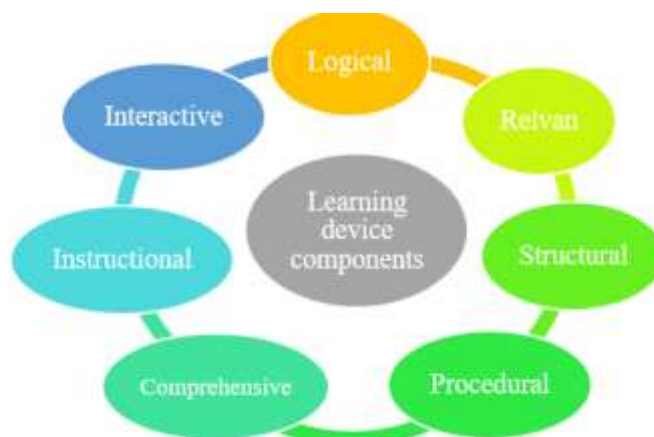 Logical
Relvan
Structural
Procedural
Comprehensive
Instructional
Interactive
Learning
device
components